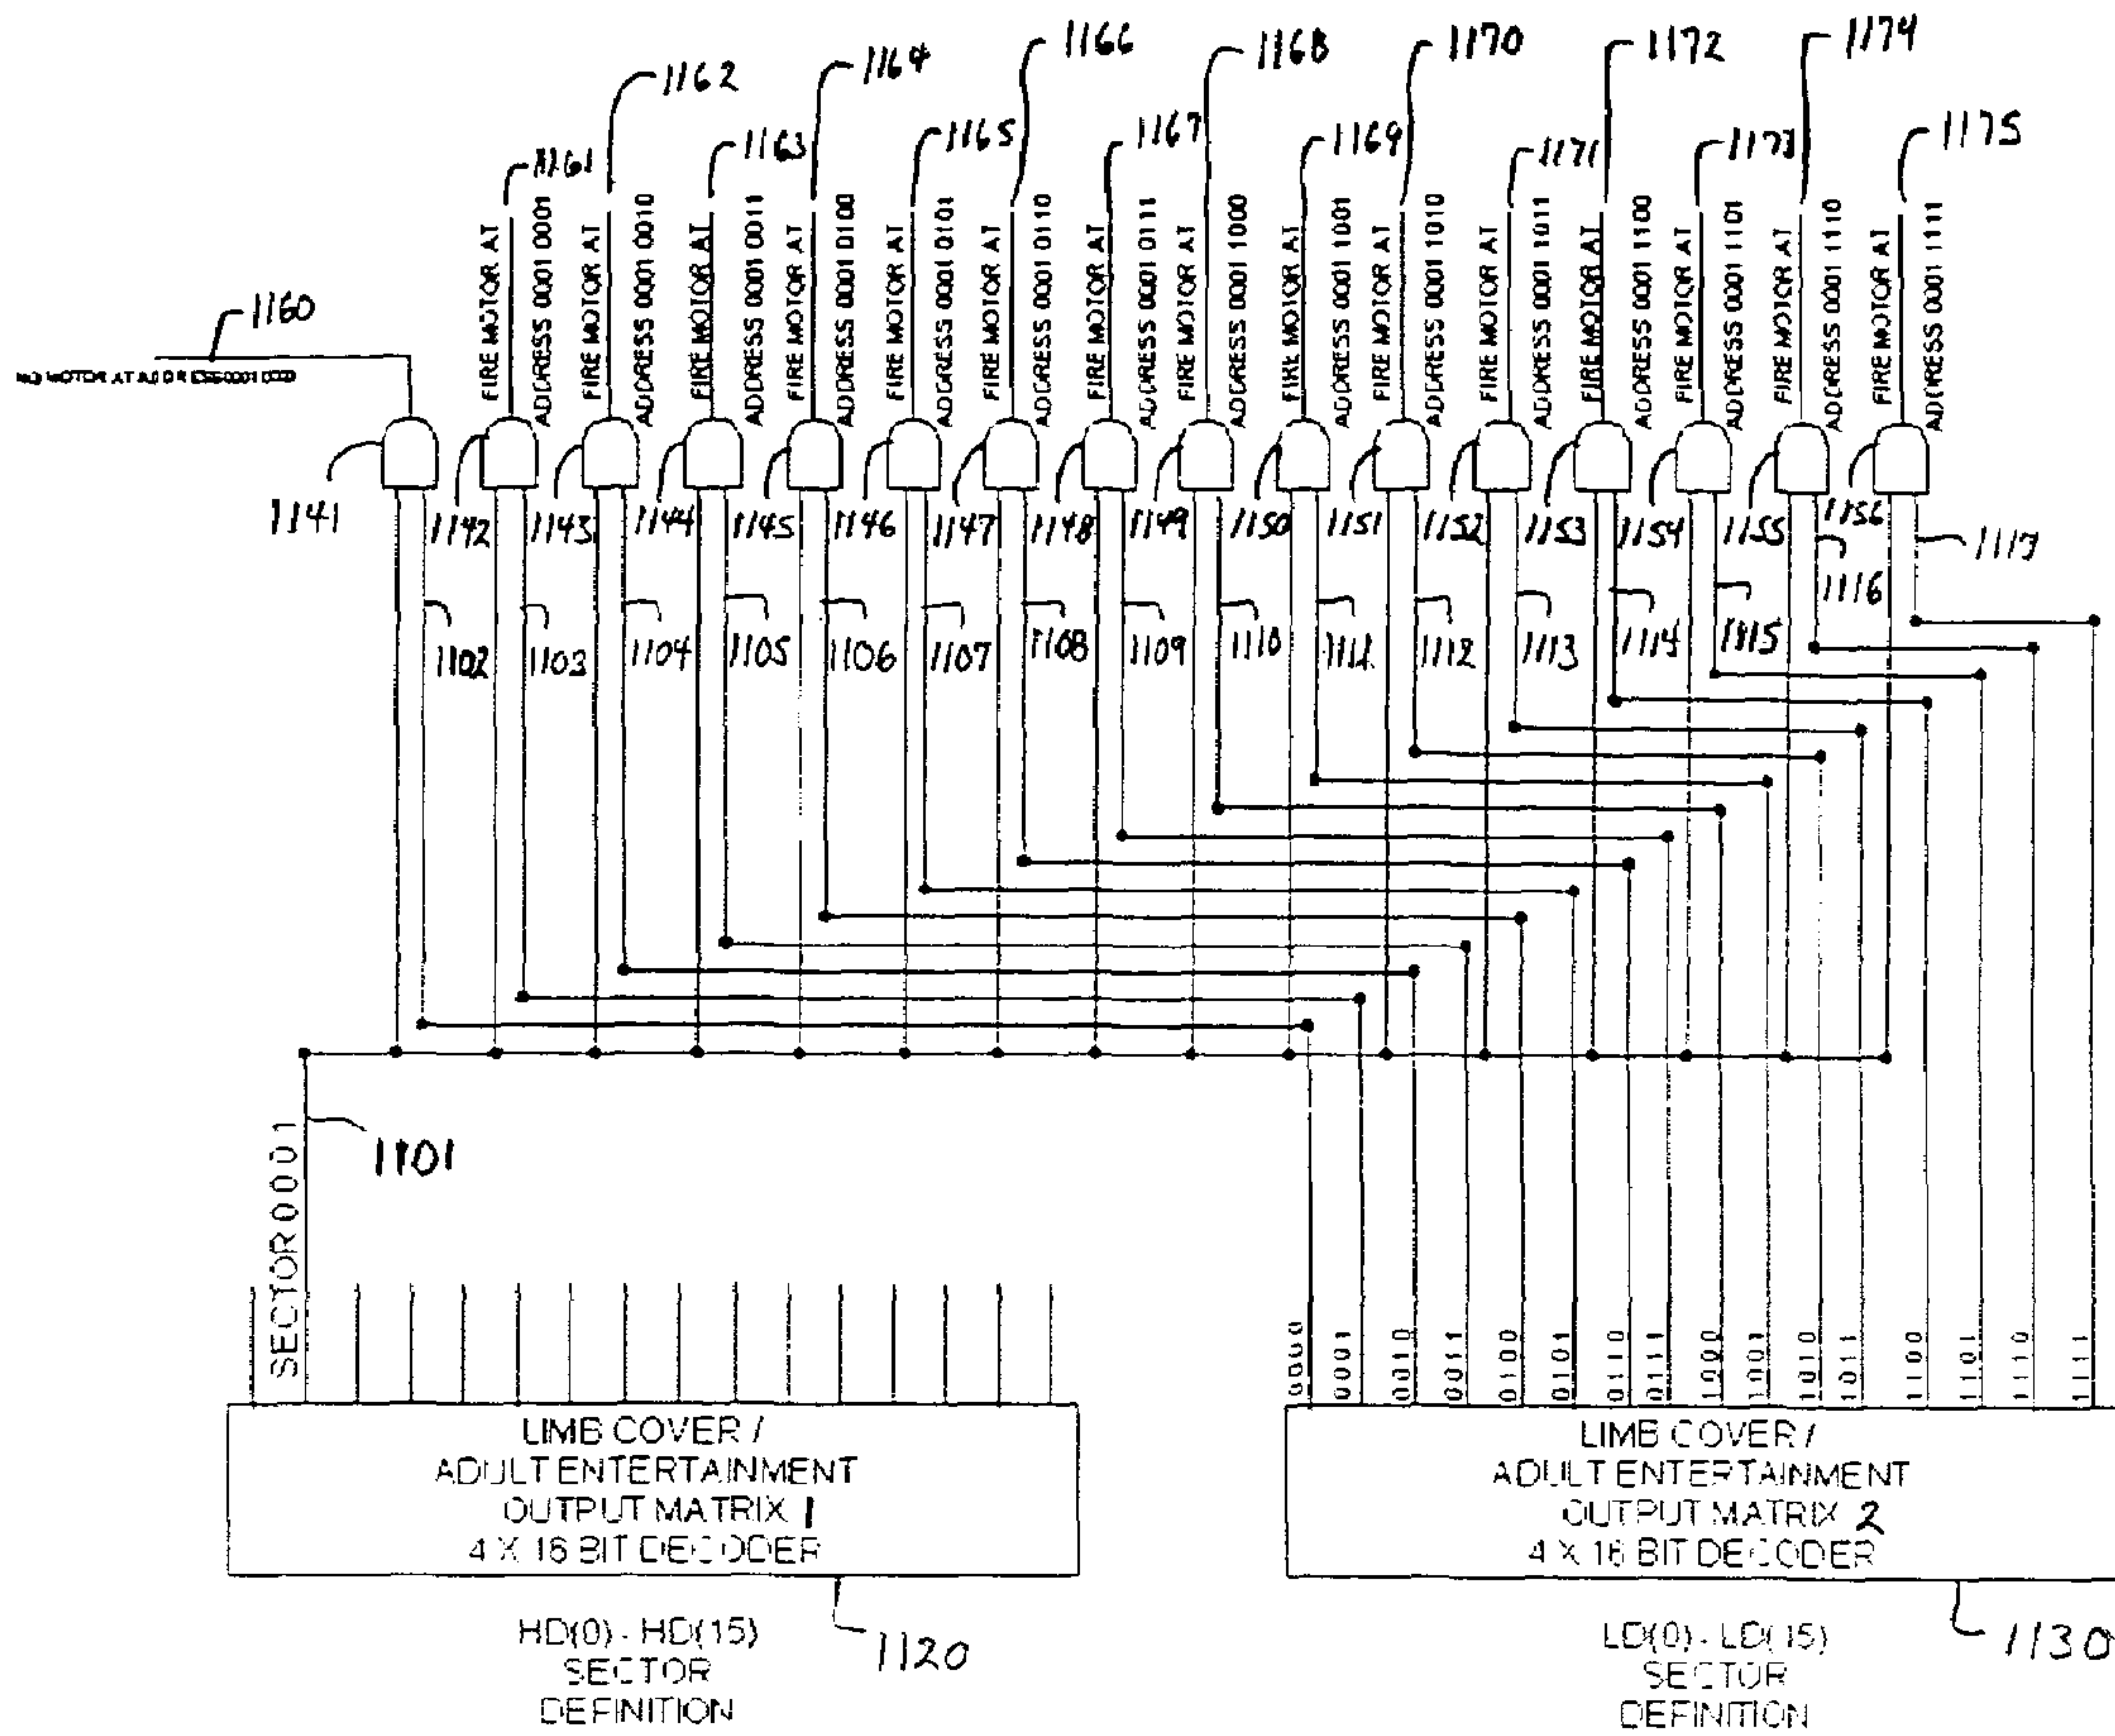 1162
1164
1166
1168
1170
1172
1174
1161
1163
1165
1167
1169
1171
1173
1175
1160
NO MOTOR AT ADDRESS 0001 0000
FIRE MOTOR AT
ADDRESS 0001 0001
FIRE MOTOR AT
ADDRESS 0001 0010
FIRE MOTOR AT
ADDRESS 0001 0011
FIRE MOTOR AT
ADDRESS 0001 0100
FIRE MOTOR AT
ADDRESS 0001 0101
FIRE MOTOR AT
ADDRESS 0001 0110
FIRE MOTOR AT
ADDRESS 0001 0111
FIRE MOTOR AT
ADDRESS 0001 1000
FIRE MOTOR AT
ADDRESS 0001 1001
FIRE MOTOR AT
ADDRESS 0001 1010
FIRE MOTOR AT
ADDRESS 0001 1011
FIRE MOTOR AT
ADDRESS 0001 1100
FIRE MOTOR AT
ADDRESS 0001 1101
FIRE MOTOR AT
ADDRESS 0001 1110
FIRE MOTOR AT
ADDRESS 0001 1111
1141
1142
1143
1144
1145
1146
1147
1148
1149
1150
1151
1152
1153
1154
1155
1156
1117
1102
1103
1104
1105
1106
1107
1108
1109
1110
1111
1112
1113
1114
1115
1116
SECTOR 0001
1101
0000
0001
0010
0011
0100
0101
0110
0111
1000
1001
1010
1011
1100
1101
1110
1111
LIMB COVER /
ADULT ENTERTAINMENT
OUTPUT MATRIX 1
4 X 16 BIT DECODER
HD(0) - HD(15)
SECTOR
DEFINITION
1120
LIMB COVER /
ADULT ENTERTAINMENT
OUTPUT MATRIX 2
4 X 16 BIT DECODER
LD(0) - LD(15)
SECTOR
DEFINITION
1130